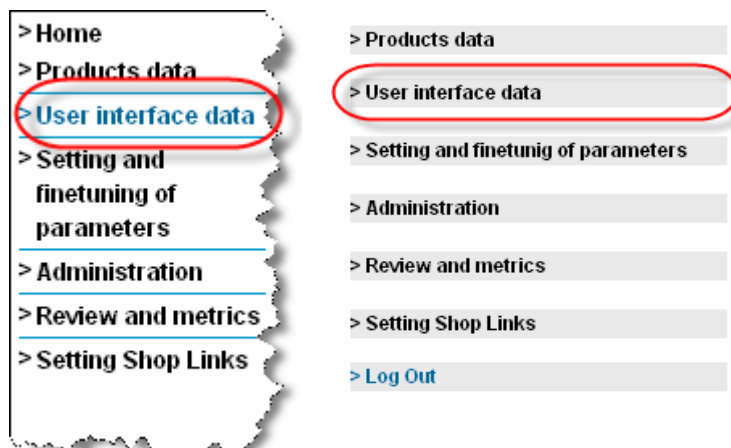 > Home
> Products data
> User interface data
> Setting and
finetuning of
parameters
> Administration
> Review and metrics
> Setting Shop Links
> Products data
> User interface data
> Setting and finetunig of parameters
> Administration
> Review and metrics
> Setting Shop Links
> Log Out